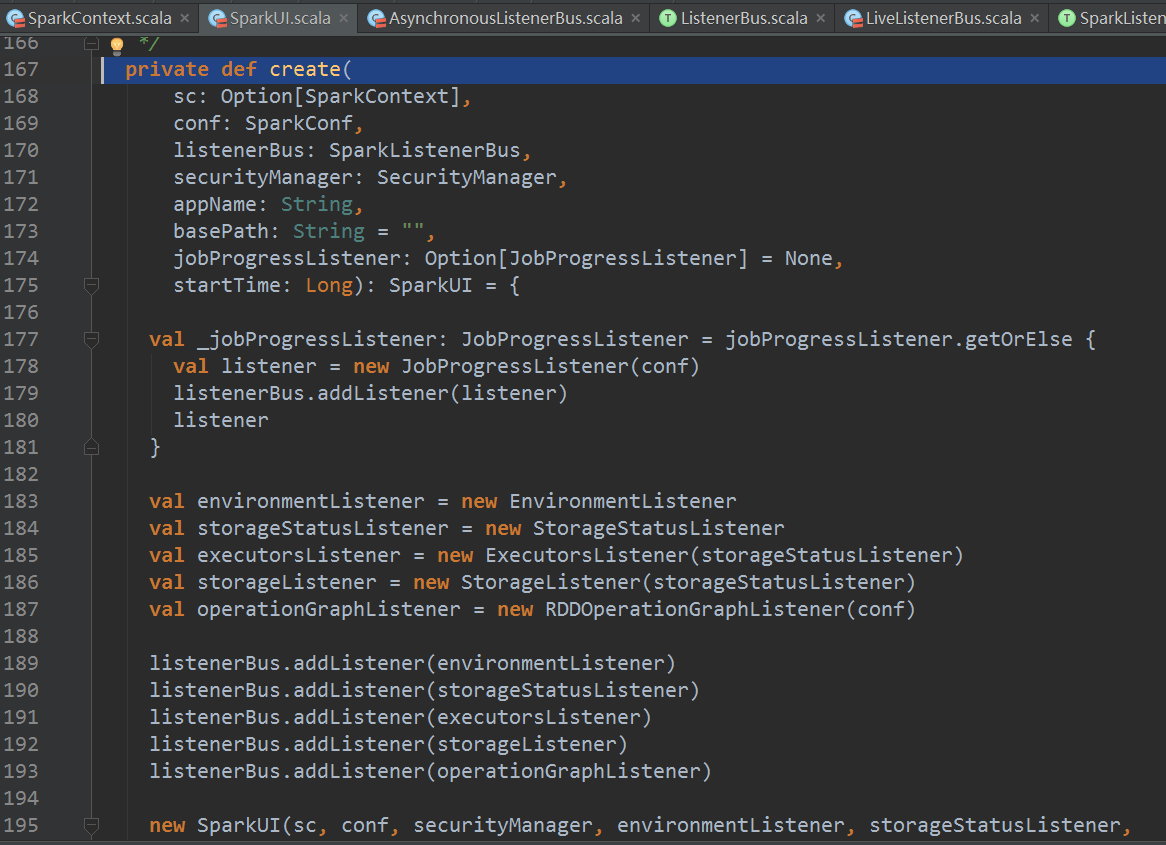 SparkContext.scala × SparkUI.scala × AsynchronousListenerBus.scala × T ListenerBus.scala × LiveListenerBus.scala × T SparkListen
166 */
167 private def create(
168 sc: Option[SparkContext],
169 conf: SparkConf,
170 listenerBus: SparkListenerBus,
171 securityManager: SecurityManager,
172 appName: String,
173 basePath: String = "",
174 jobProgressListener: Option[JobProgressListener] = None,
175 startTime: Long): SparkUI = {
176
177 val _jobProgressListener: JobProgressListener = jobProgressListener.getOrElse {
178 val listener = new JobProgressListener(conf)
179 listenerBus.addListener(listener)
180 listener
181 }
182
183 val environmentListener = new EnvironmentListener
184 val storageStatusListener = new StorageStatusListener
185 val executorsListener = new ExecutorsListener(storageStatusListener)
186 val storageListener = new StorageListener(storageStatusListener)
187 val operationGraphListener = new RDDOperationGraphListener(conf)
188
189 listenerBus.addListener(environmentListener)
190 listenerBus.addListener(storageStatusListener)
191 listenerBus.addListener(executorsListener)
192 listenerBus.addListener(storageListener)
193 listenerBus.addListener(operationGraphListener)
194
195 new SparkUI(sc, conf, securityManager, environmentListener, storageStatusListener,